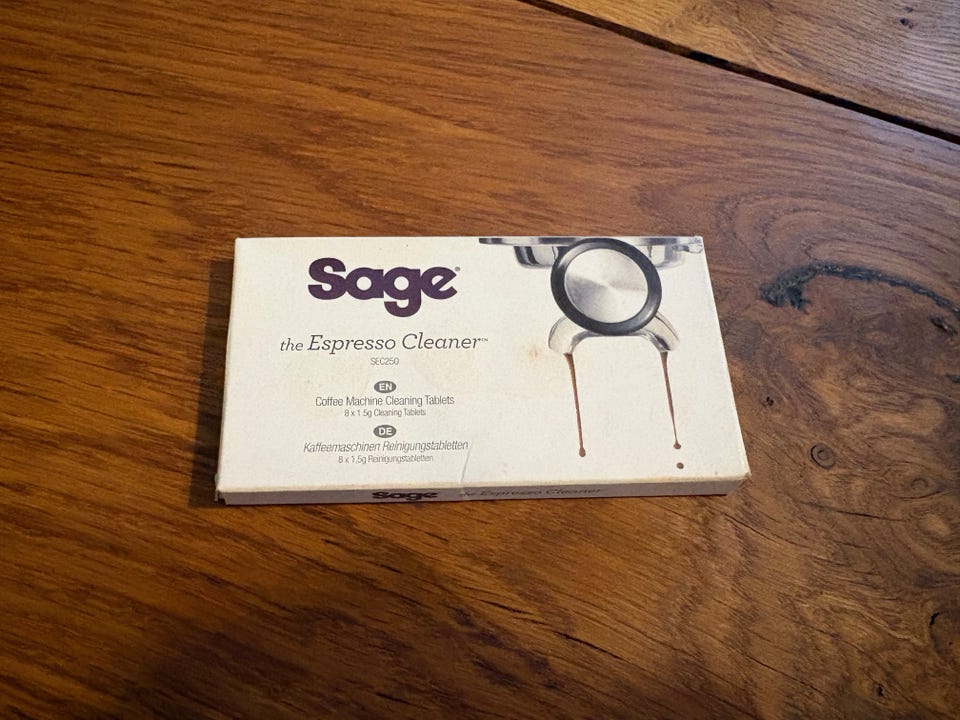 Sage®
the Espresso Cleaner™
SEC250
EN
Coffee Machine Cleaning Tablets
8 x 1.5g Cleaning Tablets
DE
Kaffeemaschinen Reinigungstabletten
8 x 1,5g Reinigungstabletten
Sage the Espresso Cleaner